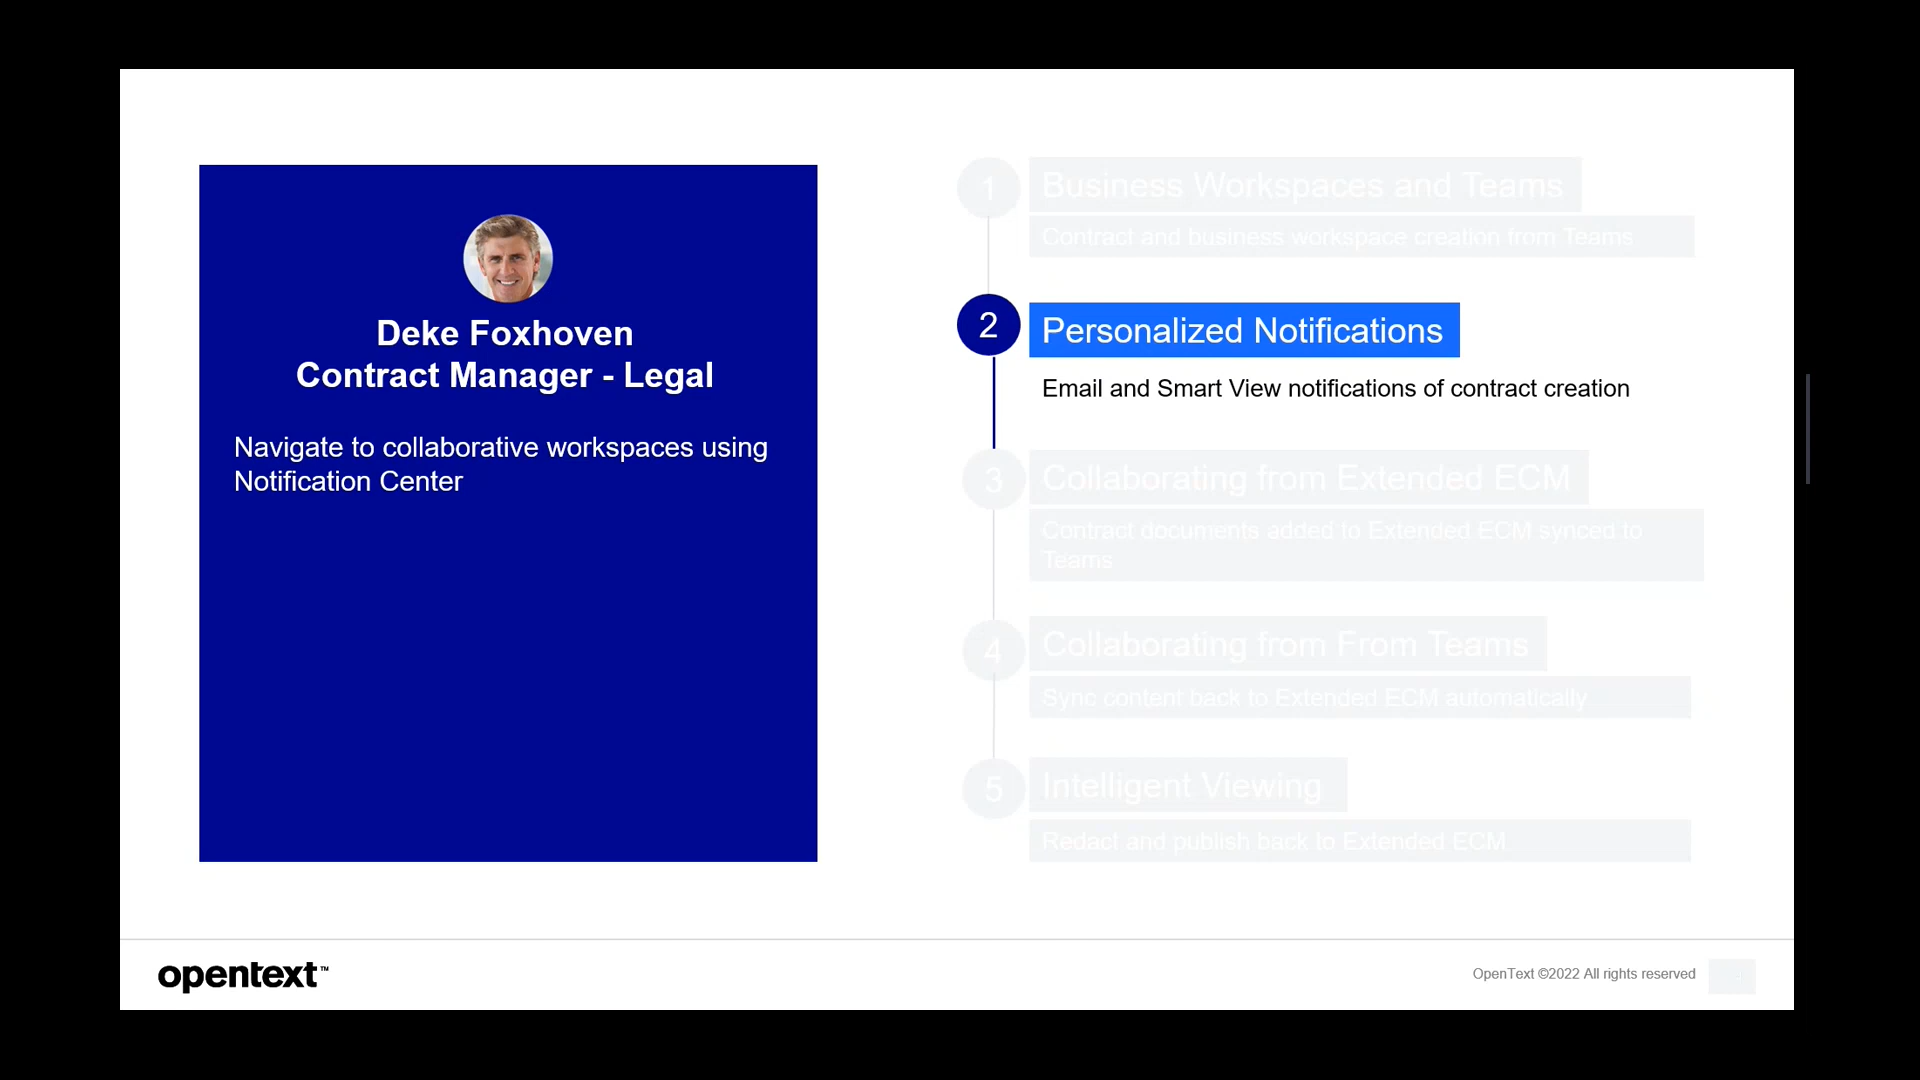 Deke Foxhoven
Contract Manager - Legal
Navigate to collaborative workspaces using
Notification Center
1
Business Workspaces and Teams
Contract and business workspace creation from Teams
2
Personalized Notifications
Email and Smart View notifications of contract creation
3
Collaborating from Extended ECM
Contract documents added to Extended ECM synced to
Teams
4
Collaborating from From Teams
Sync content back to Extended ECM automatically
5
Intelligent Viewing
Redact and publish back to Extended ECM
opentext™
OpenText ©2022 All rights reserved